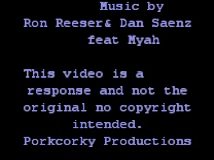 Music by
Ron Reeser& Dan Saenz
feat Myah
This video is a
response and not the
original no copyright
intended.
Porkcorky Productions